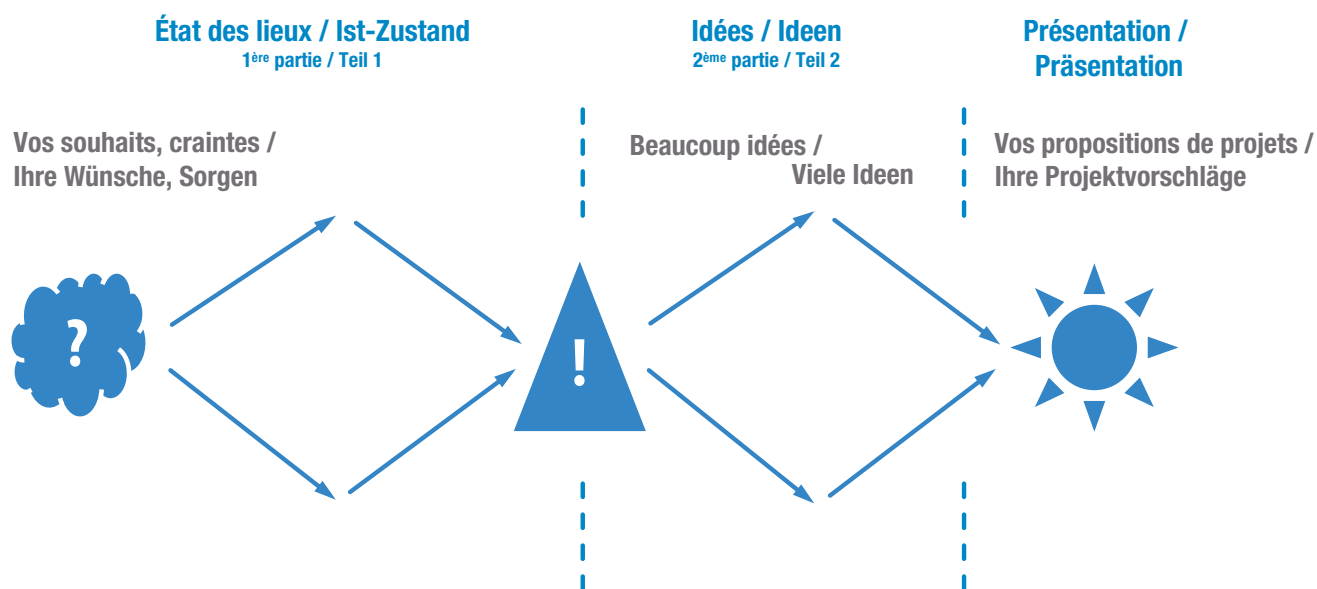 État des lieux / Ist-Zustand
1ère partie / Teil 1
Idées / Ideen
2ème partie / Teil 2
Présentation /
Präsentation
Vos souhaits, craintes /
Ihre Wünsche, Sorgen
Beaucoup idées /
Viele Ideen
Vos propositions de projets /
Ihre Projektvorschläge
?
!